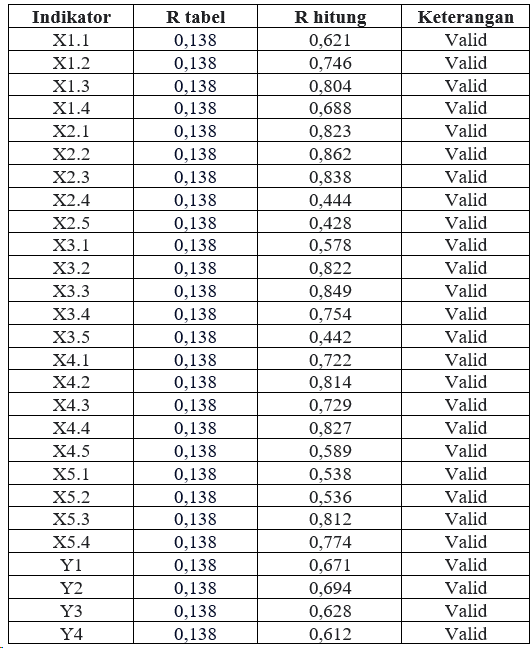 Indikator R tabel R hitung Keterangan
X1.1 0,138 0,621 Valid
X1.2 0,138 0,746 Valid
X1.3 0,138 0,804 Valid
X1.4 0,138 0,688 Valid
X2.1 0,138 0,823 Valid
X2.2 0,138 0,862 Valid
X2.3 0,138 0,838 Valid
X2.4 0,138 0,444 Valid
X2.5 0,138 0,428 Valid
X3.1 0,138 0,578 Valid
X3.2 0,138 0,822 Valid
X3.3 0,138 0,849 Valid
X3.4 0,138 0,754 Valid
X3.5 0,138 0,442 Valid
X4.1 0,138 0,722 Valid
X4.2 0,138 0,814 Valid
X4.3 0,138 0,729 Valid
X4.4 0,138 0,827 Valid
X4.5 0,138 0,589 Valid
X5.1 0,138 0,538 Valid
X5.2 0,138 0,536 Valid
X5.3 0,138 0,812 Valid
X5.4 0,138 0,774 Valid
Y1 0,138 0,671 Valid
Y2 0,138 0,694 Valid
Y3 0,138 0,628 Valid
Y4 0,138 0,612 Valid